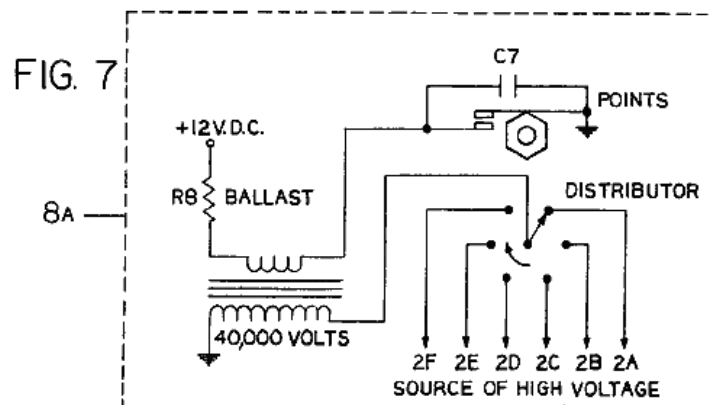 FIG. 7
C7
POINTS
+12V.D.C.
R8 BALLAST
DISTRIBUTOR
8A
40,000 VOLTS
2F 2E 2D 2C 2B 2A
SOURCE OF HIGH VOLTAGE